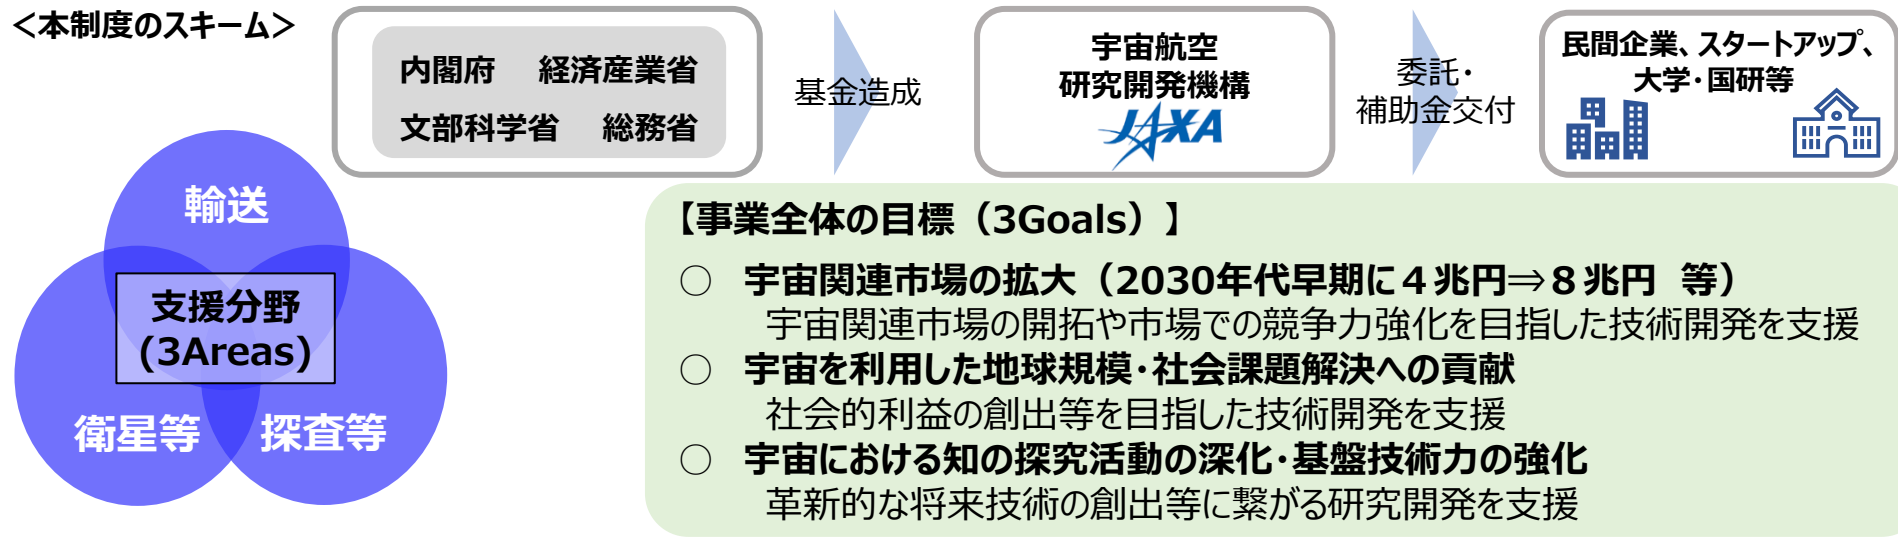 ＜本制度のスキーム＞
内閣府　経済産業省
文部科学省　総務省
基金造成
宇宙航空
研究開発機構
JAXA
委託・
補助金交付
民間企業、スタートアップ、
大学・国研等
輸送
支援分野
(3Areas)
衛星等
探査等
【事業全体の目標（3Goals）】
○　宇宙関連市場の拡大（2030年代早期に４兆円⇒８兆円 等）
宇宙関連市場の開拓や市場での競争力強化を目指した技術開発を支援
○　宇宙を利用した地球規模・社会課題解決への貢献
社会的利益の創出等を目指した技術開発を支援
○　宇宙における知の探究活動の深化・基盤技術力の強化
革新的な将来技術の創出等に繋がる研究開発を支援